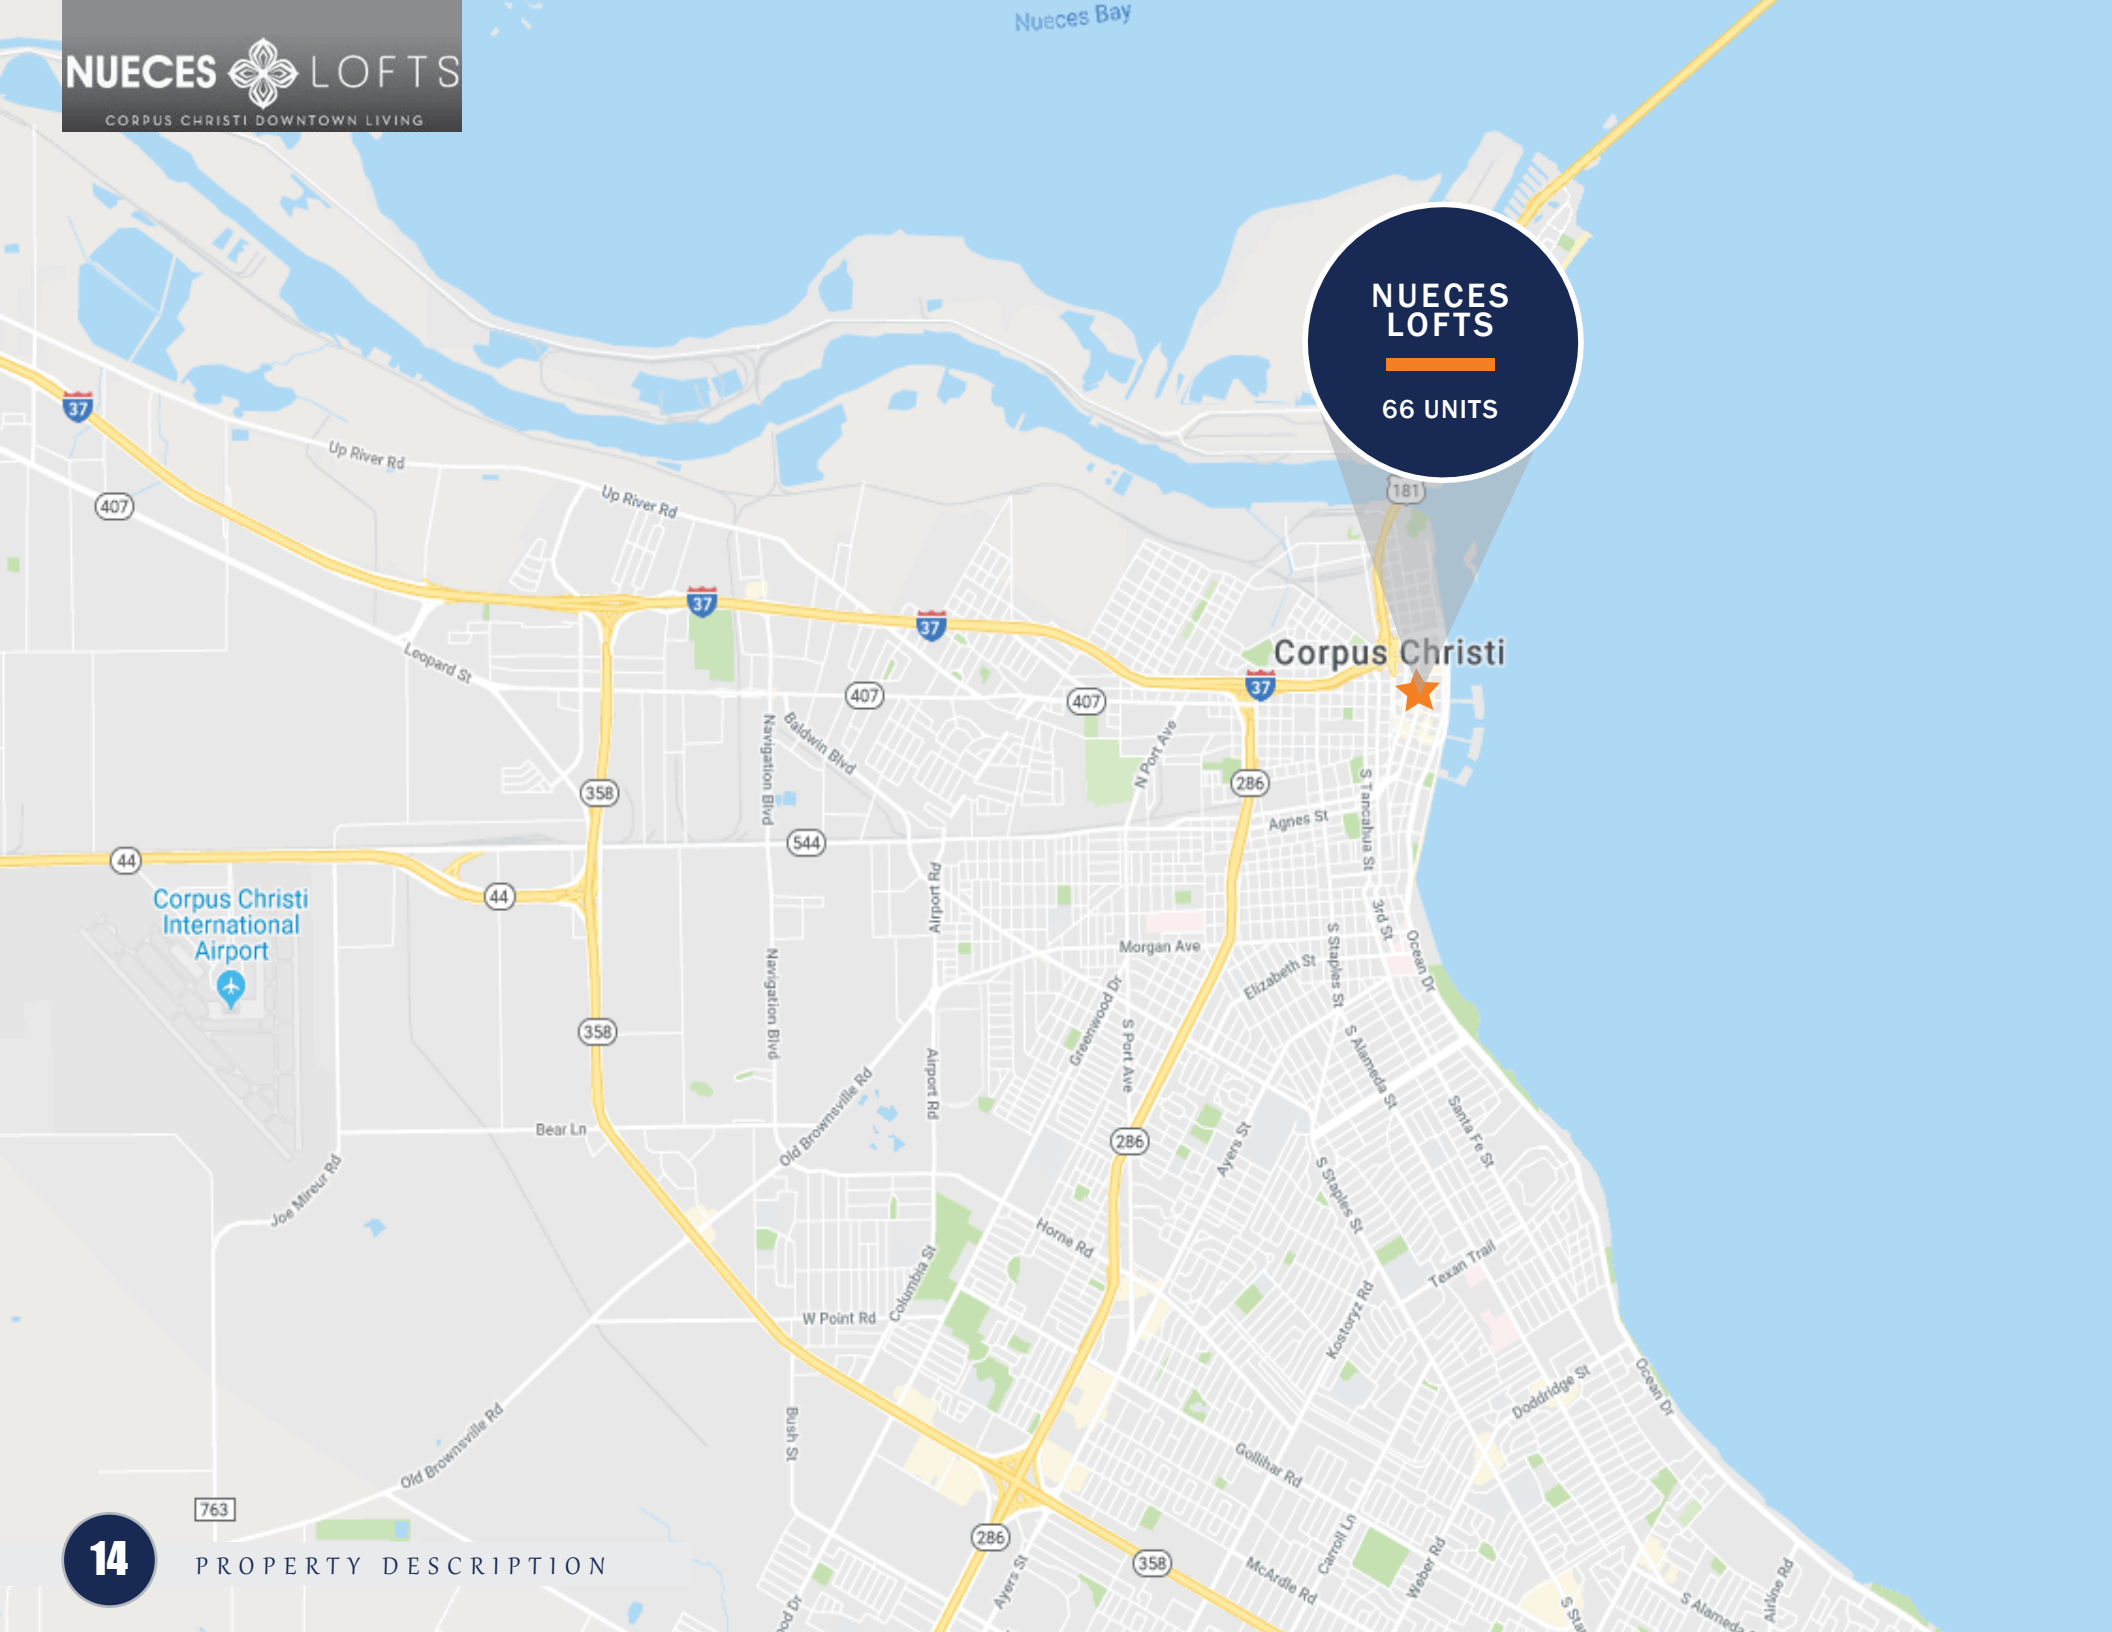 Nueces Bay
NUECES LOFTS
CORPUS CHRISTI DOWNTOWN LIVING
NUECES
LOFTS
66 UNITS
37
Up River Rd
407
Up River Rd
181
37
37
Leopard St
Corpus Christi
407
407
37
Baldwin Blvd
Navigation Blvd
N Port Ave
358
286
S Tancahua St
Agnes St
544
44
44
Airport Rd
Corpus Christi
International
Airport
3rd St
Ocean Dr
Morgan Ave
S Staples St
Elizabeth St
Navigation Blvd
Greenwood Dr
S Port Ave
358
S Alameda St
Airport Rd
Old Brownsville Rd
Santa Fe St
Bear Ln
286
Ayers St
Joe Mireur Rd
S Staples St
Horne Rd
Texan Trail
Columbia St
W Point Rd
Kostoryz Rd
Doddridge St
Ocean Dr
Old Brownsville Rd
Bush St
Gollihar Rd
763
286
Carroll Ln
Weber Rd
358
McArdle Rd
Ayers St
Airline Rd
S Alameda
S Sta
od Dr
14
PROPERTY DESCRIPTION